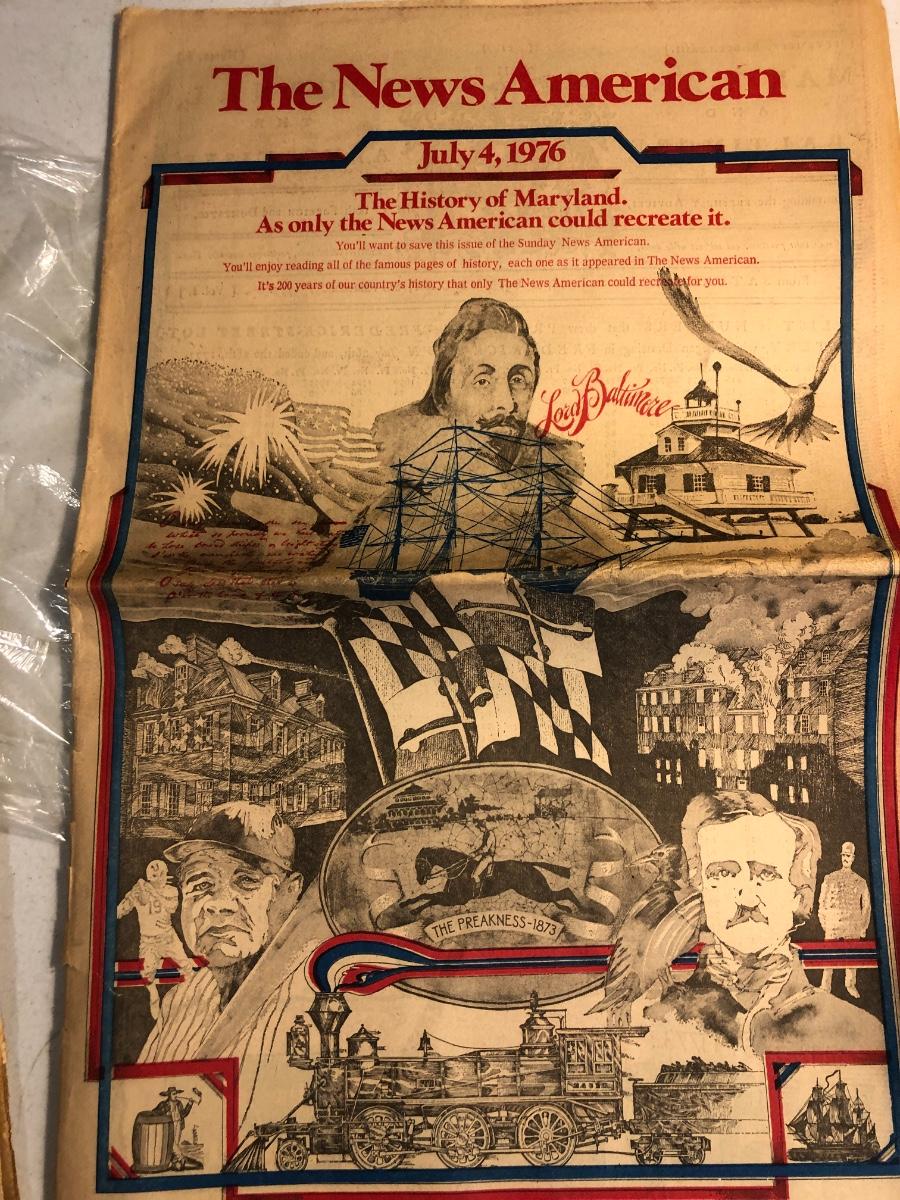 The News American
July 4, 1976
The History of Maryland.
As only the News American could recreate it.
You'll want to save this issue of the Sunday News American.
You'll enjoy reading all of the famous pages of history, each one as it appeared in The News American.
It's 200 years of our country's history that only The News American could recreate for you.
Lord Baltimore
THE PREAKNESS-1873
19